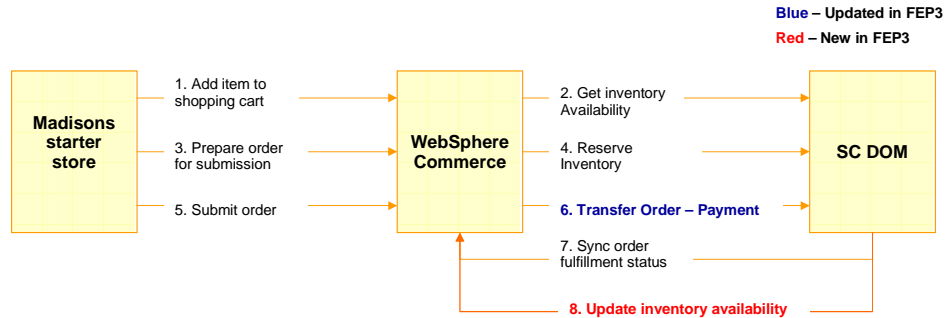 Blue – Updated in FEP3
Red – New in FEP3
Madisons
starter
store
1. Add item to
shopping cart
3. Prepare order
for submission
5. Submit order
WebSphere
Commerce
2. Get inventory
Availability
4. Reserve
Inventory
6. Transfer Order – Payment
SC DOM
7. Sync order
fulfillment status
8. Update inventory availability